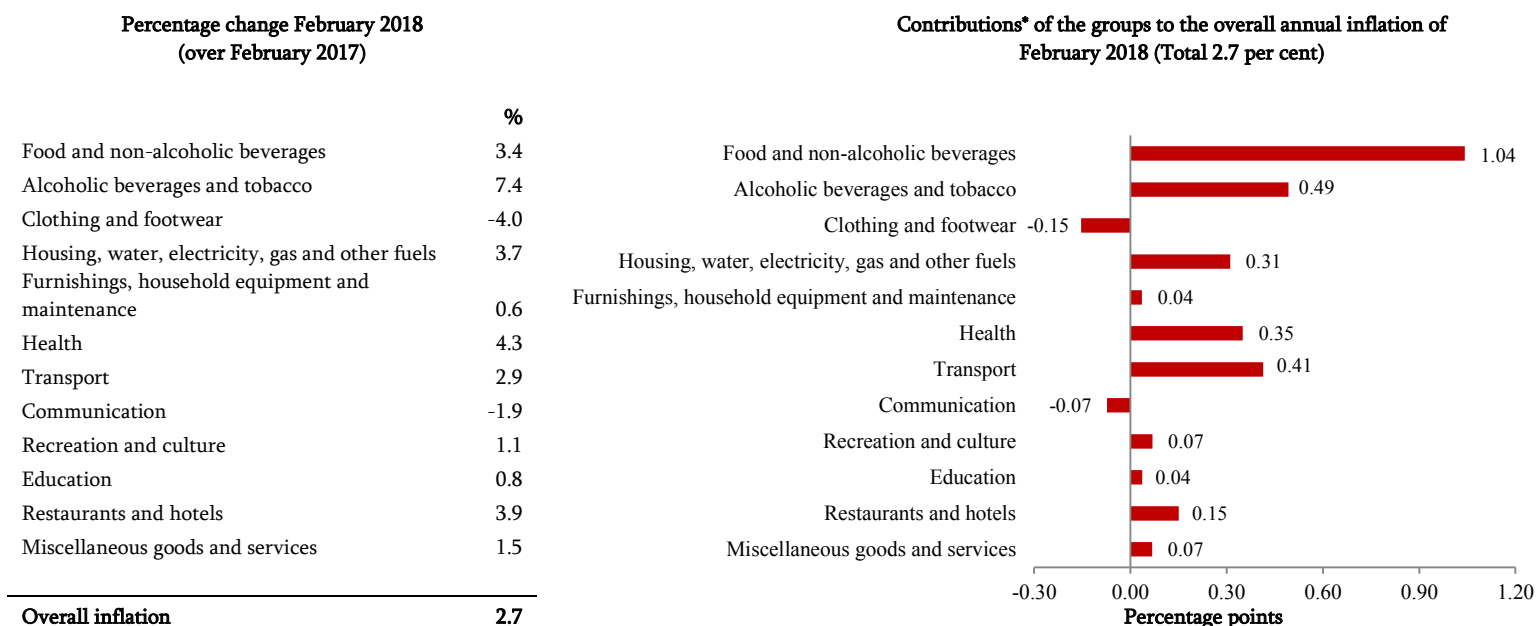 Percentage change February 2018
(over February 2017)
%
Food and non-alcoholic beverages 3.4
Alcoholic beverages and tobacco 7.4
Clothing and footwear -4.0
Housing, water, electricity, gas and other fuels 3.7
Furnishings, household equipment and
maintenance 0.6
Health 4.3
Transport 2.9
Communication -1.9
Recreation and culture 1.1
Education 0.8
Restaurants and hotels 3.9
Miscellaneous goods and services 1.5
Overall inflation 2.7
Contributions* of the groups to the overall annual inflation of
February 2018 (Total 2.7 per cent)
Food and non-alcoholic beverages 1.04
Alcoholic beverages and tobacco 0.49
Clothing and footwear -0.15
Housing, water, electricity, gas and other fuels 0.31
Furnishings, household equipment and maintenance 0.04
Health 0.35
Transport 0.41
Communication -0.07
Recreation and culture 0.07
Education 0.04
Restaurants and hotels 0.15
Miscellaneous goods and services 0.07
-0.30 0.00 0.30 0.60 0.90 1.20
Percentage points